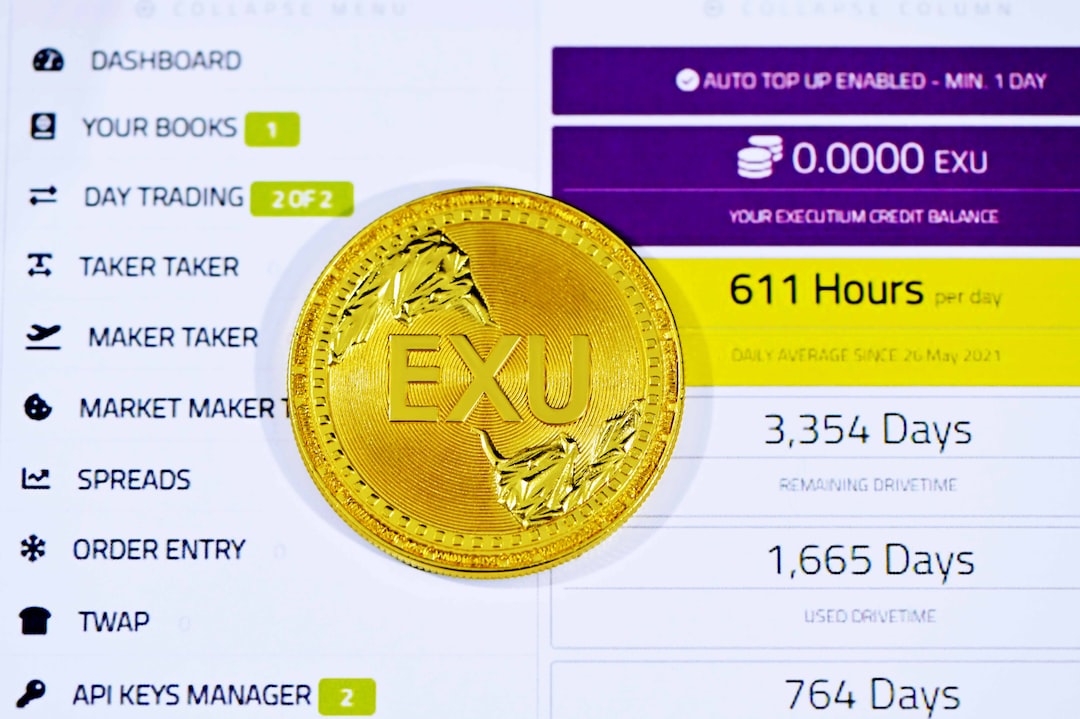 COLLAPSE MENU
DASHBOARD
YOUR BOOKS 1
DAY TRADING 2 OF 2
TAKER TAKER 0
MAKER TAKER
MARKET MAKER T
SPREADS
ORDER ENTRY 0
TWAP 0
API KEYS MANAGER 2
EXU
COLLAPSE COLUMN
AUTO TOP UP ENABLED - MIN. 1 DAY
0.0000 EXU
YOUR EXECUTIUM CREDIT BALANCE
611 Hours per day
DAILY AVERAGE SINCE 26 May 2021
3,354 Days
REMAINING DRIVETIME
1,665 Days
USED DRIVETIME
764 Days